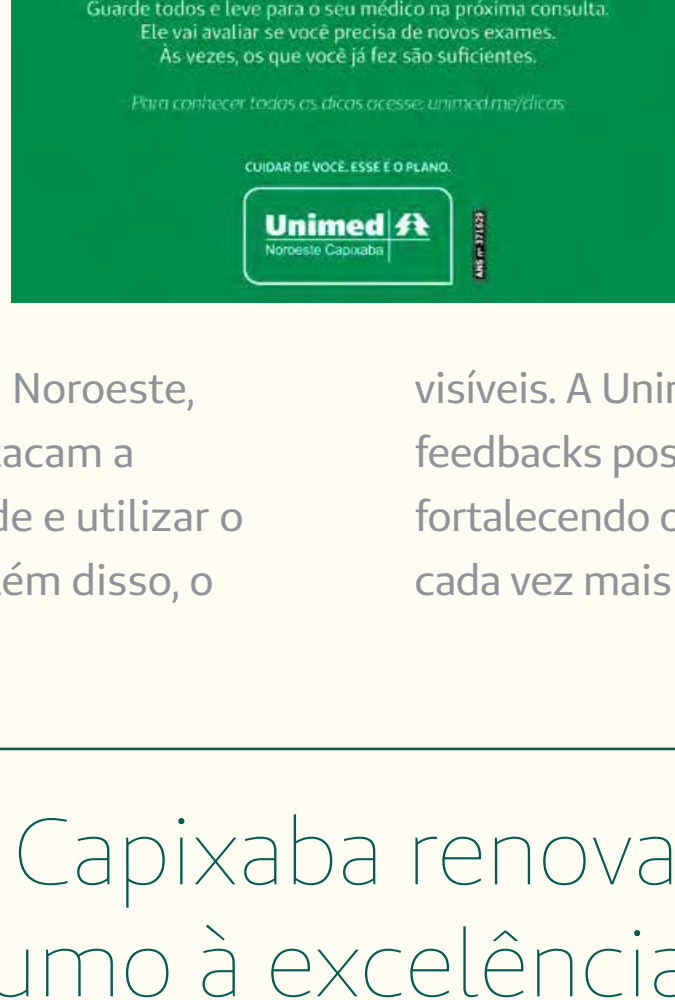 Guarde todos e leve para o seu médico na próxima consulta.
Ele vai avaliar se você precisa de novos exames.
Às vezes, os que você já fez são suficientes.
Para conhecer todas as dicas acesse: unimed.me/dicas
CUIDAR DE VOCÊ. ESSE É O PLANO.
Unimed
Noroeste Capixaba
ANS nº 371629
Noroeste,
acam a
de e utilizar o
ém disso, o
visíveis. A Unir
feedbacks pos
fortalecendo o
cada vez mais
Capixaba renova
umo à excelência